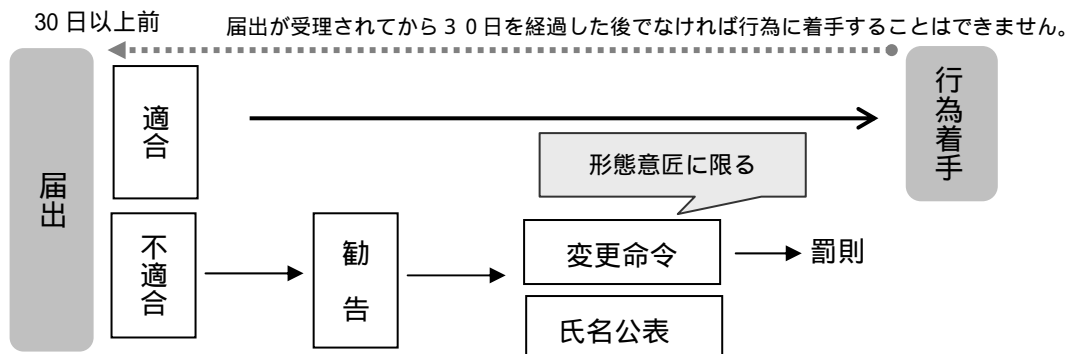 30 日以上前
届出が受理されてから３０日を経過した後でなければ行為に着手することはできません。
届出
適合
行為着手
形態意匠に限る
不適合
勧告
変更命令
罰則
氏名公表